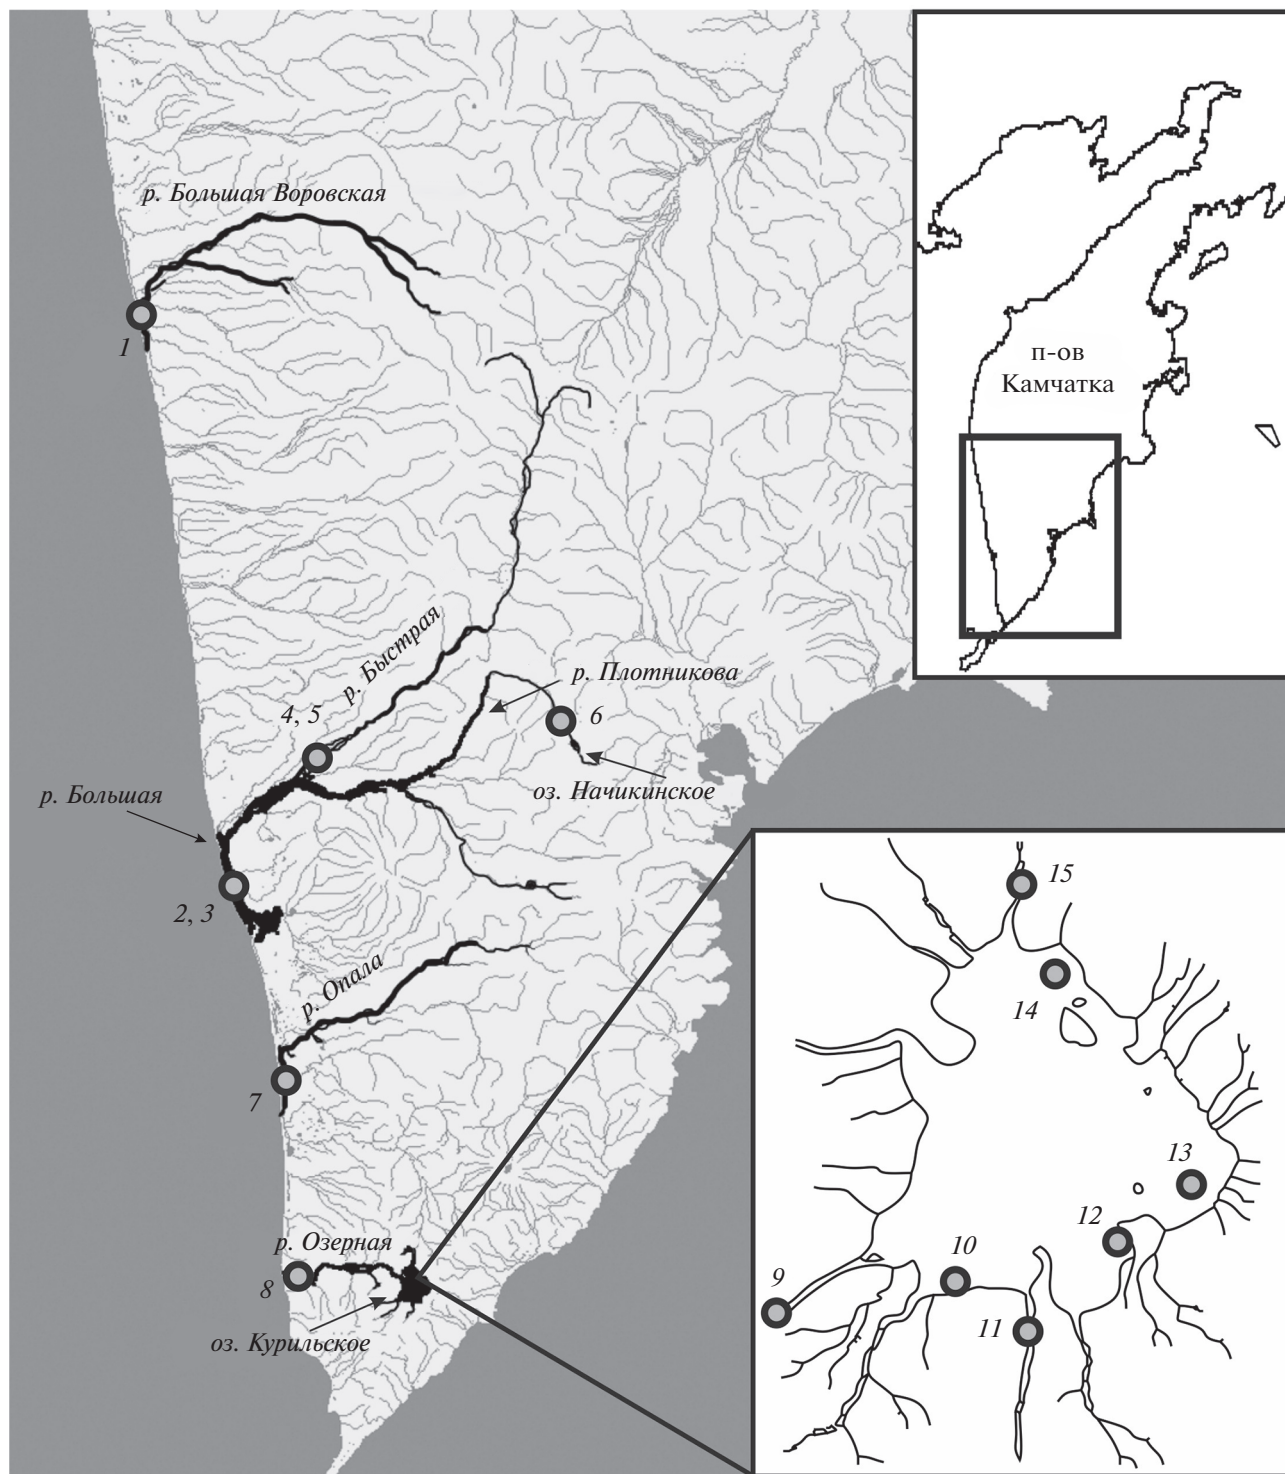 р. Большая Воровская
1
п-ов
Камчатка
р. Быстрая
р. Плотникова
4, 5
6
оз. Начикинское
р. Большая
2, 3
р. Опала
7
р. Озерная
8
оз. Курильское
15
14
13
12
10
9
11